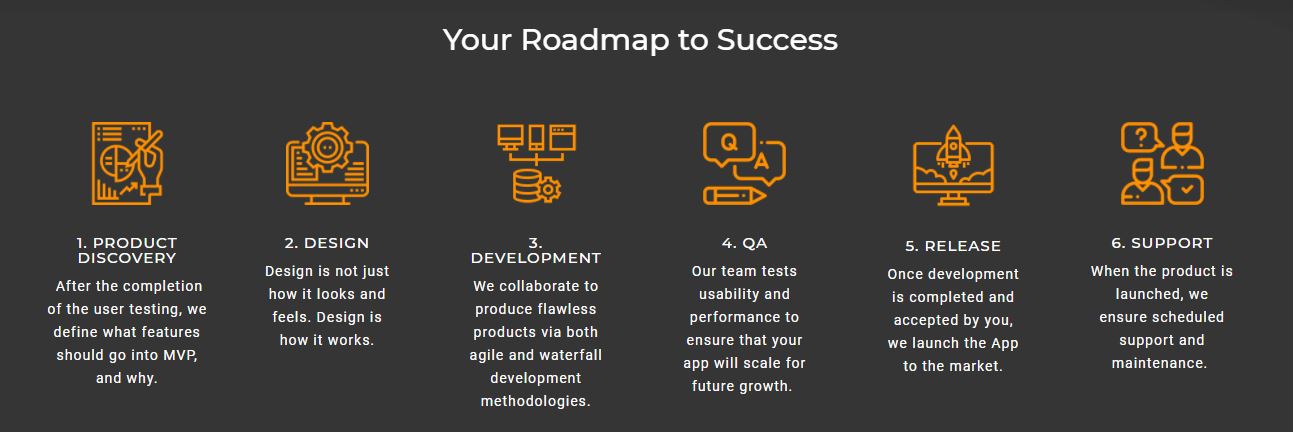 Your Roadmap to Success
Q
A
?
1. PRODUCT
DISCOVERY
After the completion
of the user testing, we
define what features
should go into MVP,
and why.
2. DESIGN
Design is not just
how it looks and
feels. Design is
how it works.
3.
DEVELOPMENT
We collaborate to
produce flawless
products via both
agile and waterfall
development
methodologies.
4. QA
Our team tests
usability and
performance to
ensure that your
app will scale for
future growth.
5. RELEASE
Once development
is completed and
accepted by you,
we launch the App
to the market.
6. SUPPORT
When the product is
launched, we
ensure scheduled
support and
maintenance.